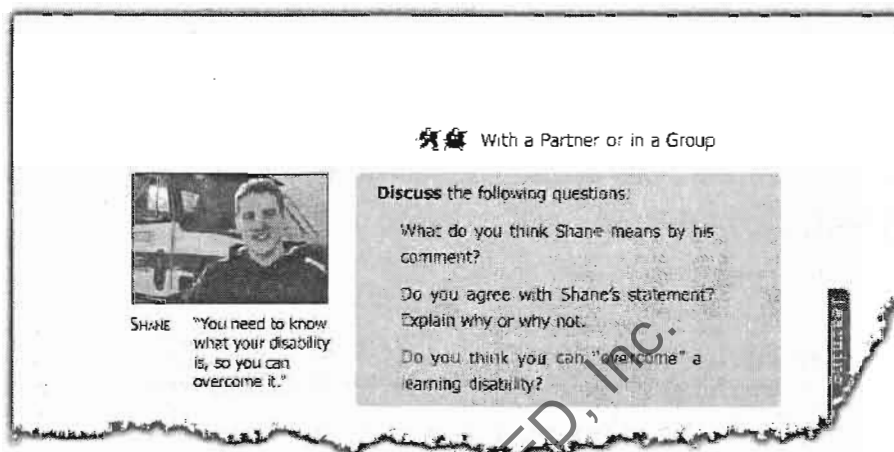 With a Partner or in a Group
Discuss the following questions:
What do you think Shane means by his
comment?
Do you agree with Shane's statement?
Explain why or why not.
Do you think you can "overcome" a
learning disability?
SHANE "You need to know
what your disability
is, so you can
overcome it."
ED, Inc.